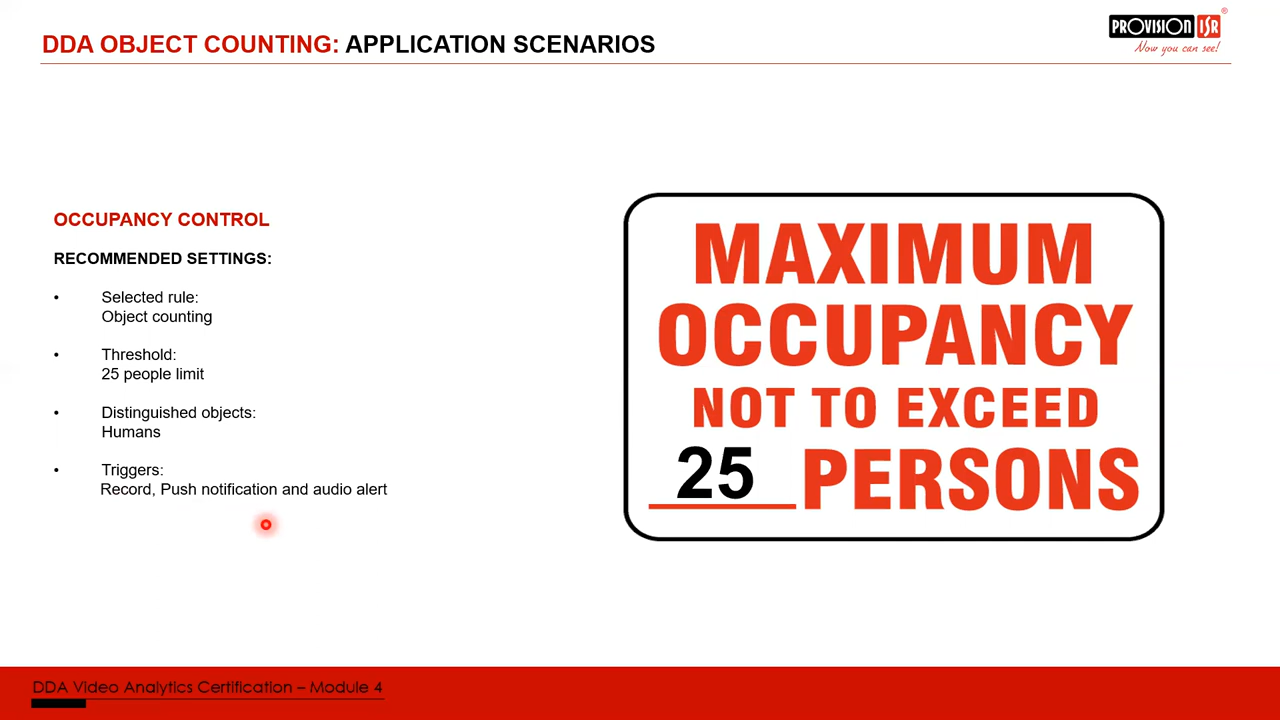 DDA OBJECT COUNTING: APPLICATION SCENARIOS
PROVISION ISR®
Now you can see!
OCCUPANCY CONTROL
RECOMMENDED SETTINGS:
• Selected rule:
Object counting
• Threshold:
25 people limit
• Distinguished objects:
Humans
• Triggers:
Record, Push notification and audio alert
MAXIMUM
OCCUPANCY
NOT TO EXCEED
25 PERSONS
DDA Video Analytics Certification – Module 4